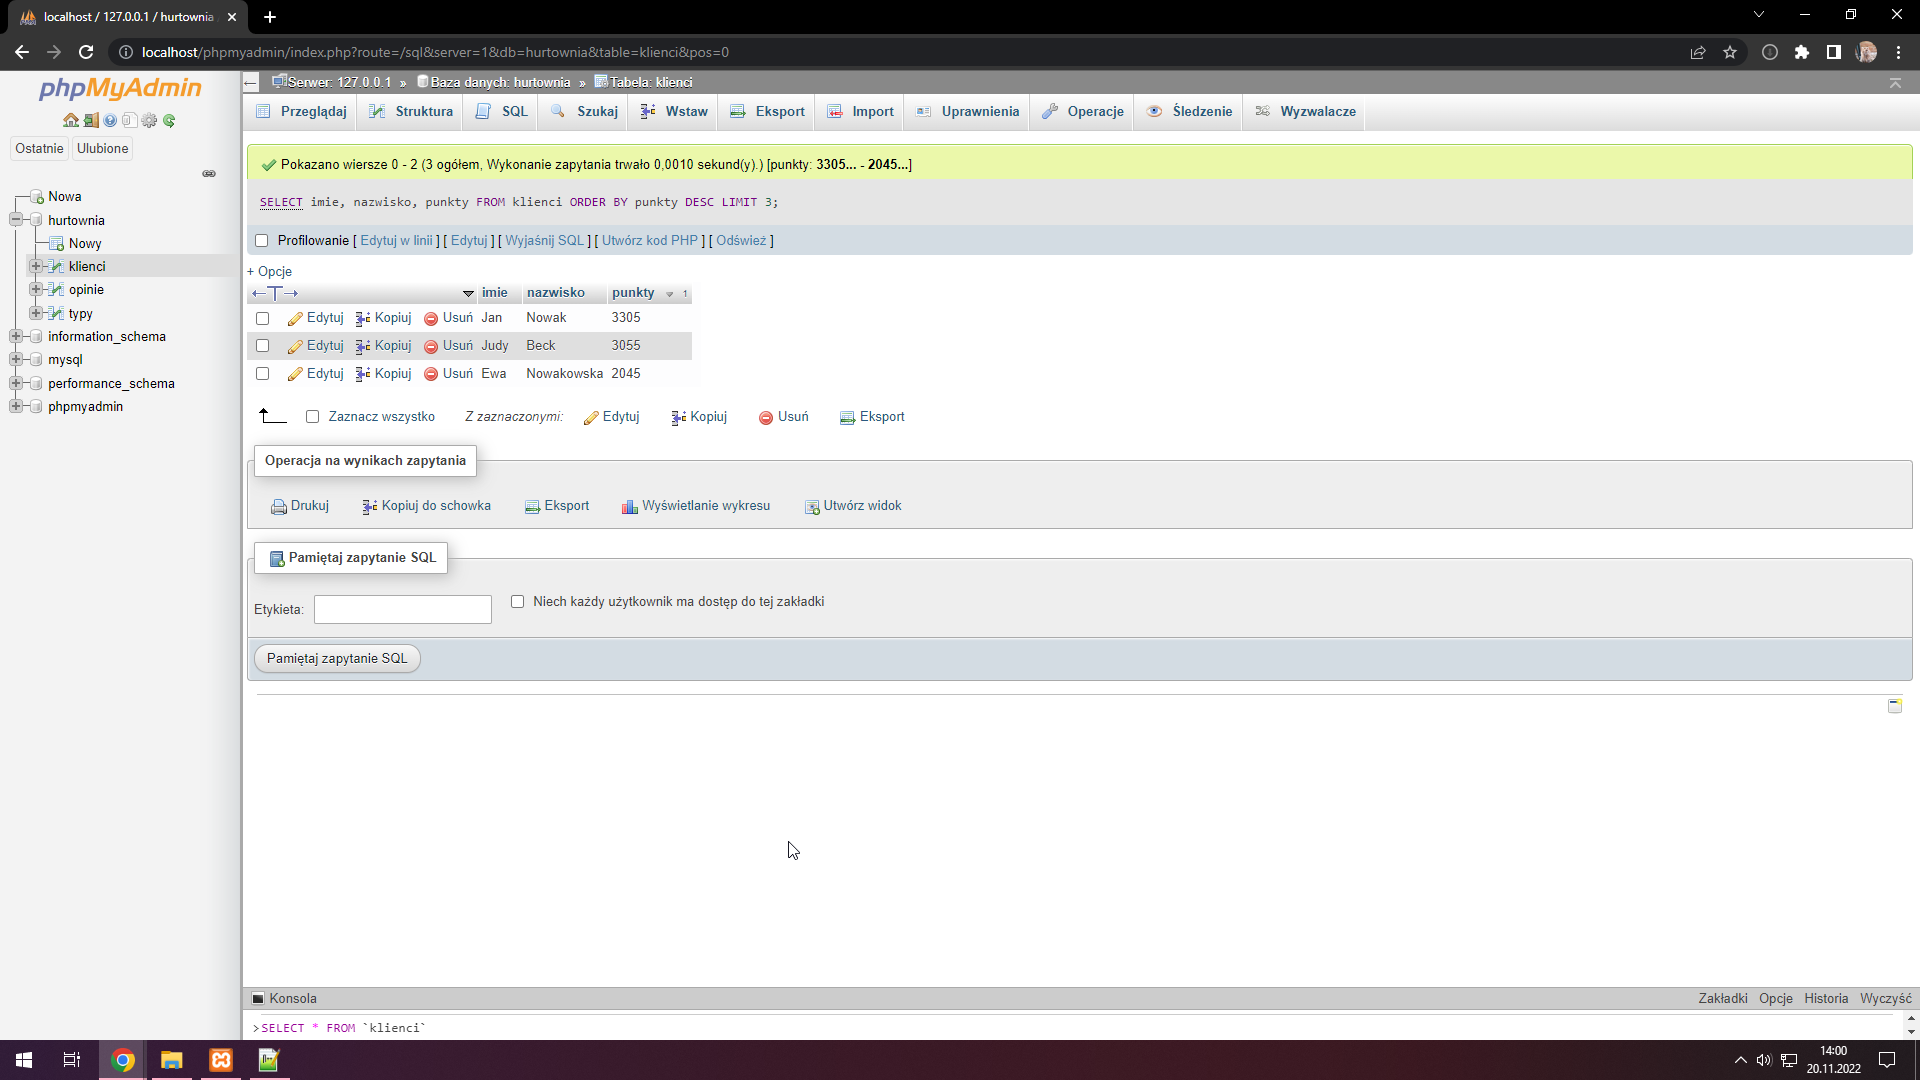 localhost / 127.0.0.1 / hurtownia
localhost/phpmyadmin/index.php?route=/sql&server=1&db=hurtownia&table=klienci&pos=0
phpMyAdmin
Ostatnie Ulubione
Nowa
hurtownia
Nowy
klienci
opinie
typy
information_schema
mysql
performance_schema
phpmyadmin
Serwer: 127.0.0.1 » Baza danych: hurtownia » Tabela: klienci
Przeglądaj Struktura SQL Szukaj Wstaw Eksport Import Uprawnienia Operacje Śledzenie Wyzwalacze
Pokazano wiersze 0 - 2 (3 ogółem, Wykonanie zapytania trwało 0,0010 sekund(y).) [punkty: 3305... - 2045...]
SELECT imie, nazwisko, punkty FROM klienci ORDER BY punkty DESC LIMIT 3;
Profilowanie [ Edytuj w linii ] [ Edytuj ] [ Wyjaśnij SQL ] [ Utwórz kod PHP ] [ Odśwież ]
+ Opcje
imie nazwisko punkty 1
Edytuj Kopiuj Usuń Jan Nowak 3305
Edytuj Kopiuj Usuń Judy Beck 3055
Edytuj Kopiuj Usuń Ewa Nowakowska 2045
Zaznacz wszystko Z zaznaczonymi: Edytuj Kopiuj Usuń Eksport
Operacja na wynikach zapytania
Drukuj Kopiuj do schowka Eksport Wyświetlanie wykresu Utwórz widok
Pamiętaj zapytanie SQL
Etykieta: Niech każdy użytkownik ma dostęp do tej zakładki
Pamiętaj zapytanie SQL
Konsola Zakładki Opcje Historia Wyczyść
>SELECT * FROM `klienci`
14:00
20.11.2022